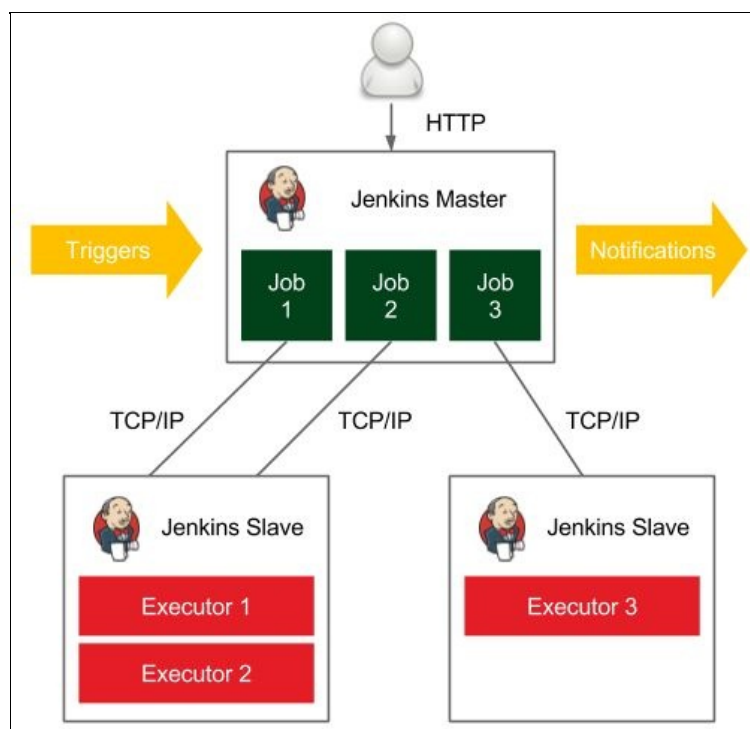 HTTP
Jenkins Master
Triggers
Notifications
Job
1
Job
2
Job
3
TCP/IP
TCP/IP
TCP/IP
Jenkins Slave
Executor 1
Executor 2
Jenkins Slave
Executor 3